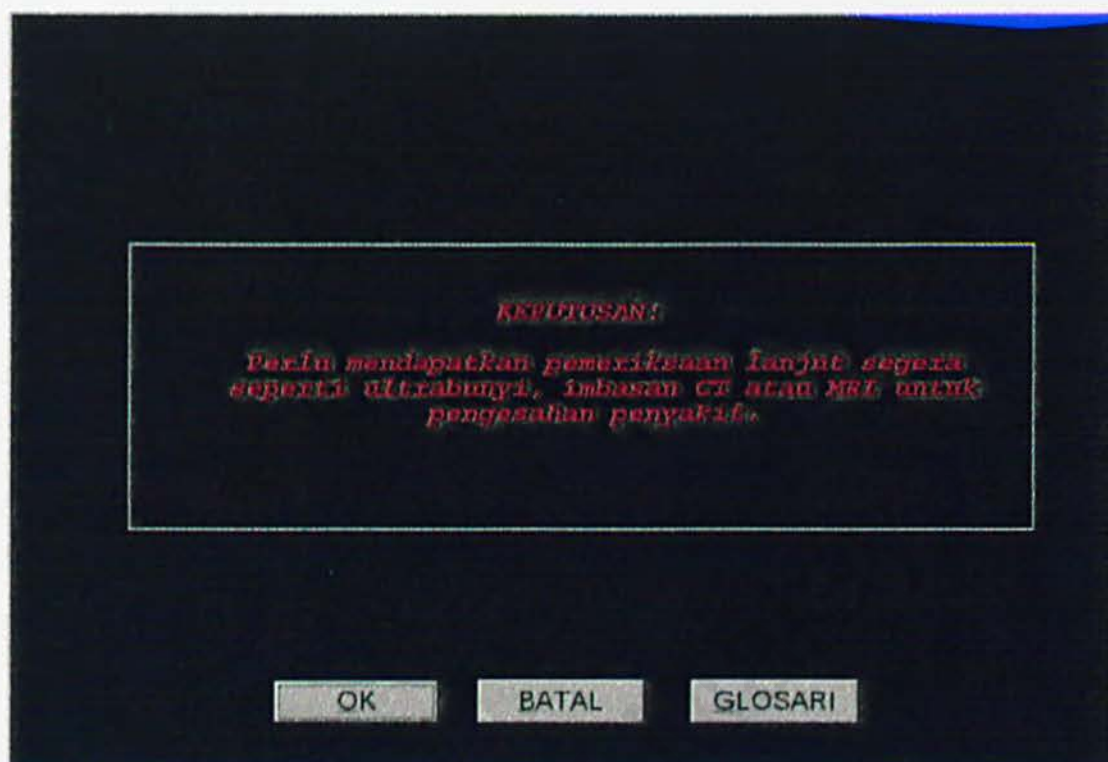 KEPUTUSAN!
Perlu mendapatkan pemeriksaan lanjut segera
seperti ultrabunyi, imbasan CT atau MRI untuk
pengesahan penyakit.
OK BATAL GLOSARI